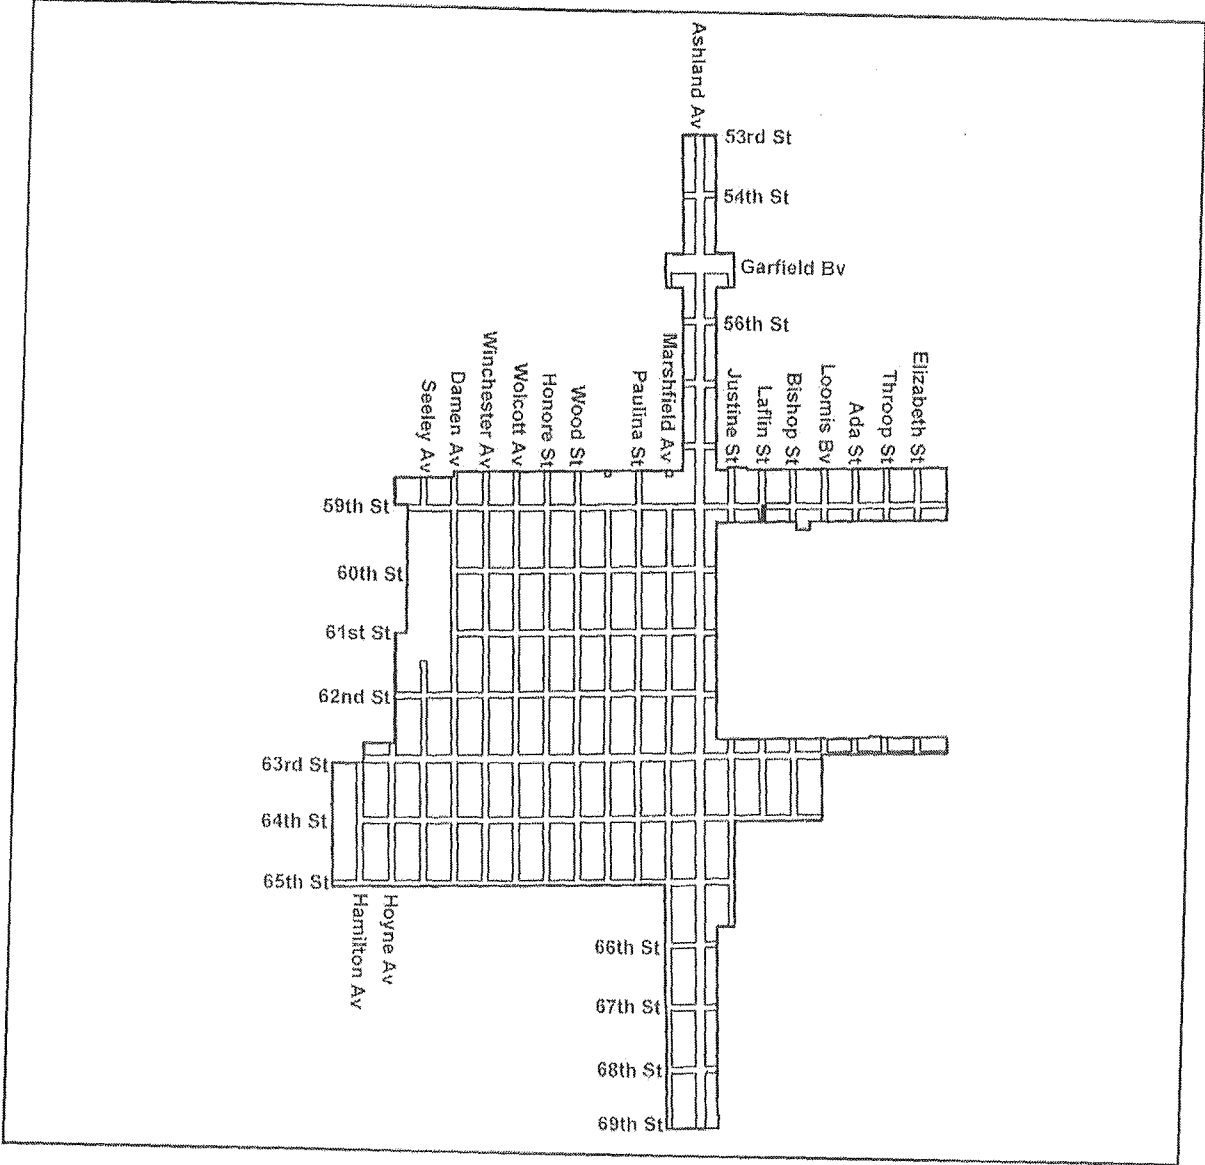 Ashland Av
53rd St
54th St
Garfield Bv
56th St
Seeley Av
Damen Av
Winchester Av
Wolcott Av
Honore St
Wood St
Paulina St
Marshfield Av
Justine St
Laflin St
Bishop St
Loomis Bv
Ada St
Throop St
Elizabeth St
59th St
60th St
61st St
62nd St
63rd St
64th St
65th St
Hamilton Av
Hoyne Av
66th St
67th St
68th St
69th St